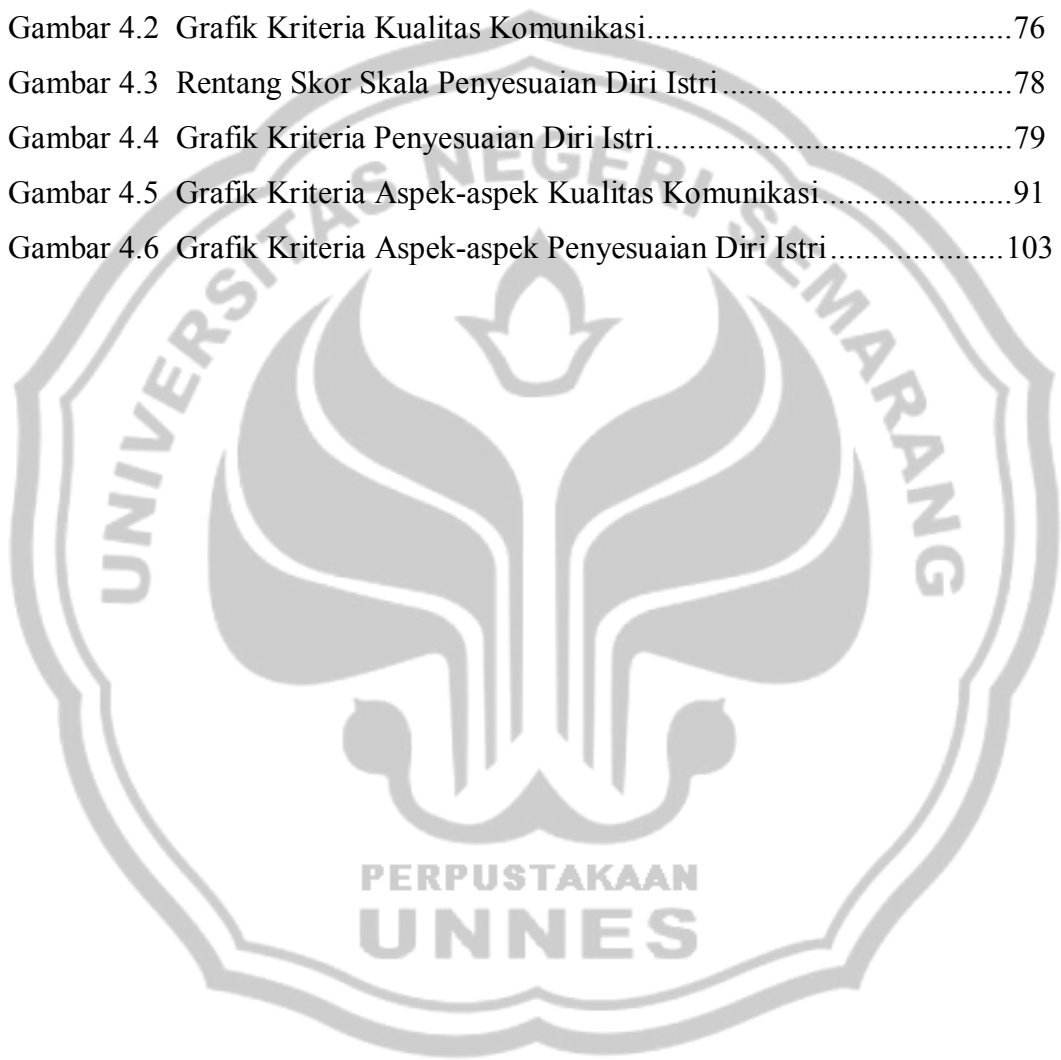 Gambar 4.2 Grafik Kriteria Kualitas Komunikasi............................................76
Gambar 4.3 Rentang Skor Skala Penyesuaian Diri Istri...................................78
Gambar 4.4 Grafik Kriteria Penyesuaian Diri Istri...........................................79
Gambar 4.5 Grafik Kriteria Aspek-aspek Kualitas Komunikasi.......................91
Gambar 4.6 Grafik Kriteria Aspek-aspek Penyesuaian Diri Istri.....................103
UNIVERSITAS NEGERI SEMARANG
PERPUSTAKAAN
UNNES